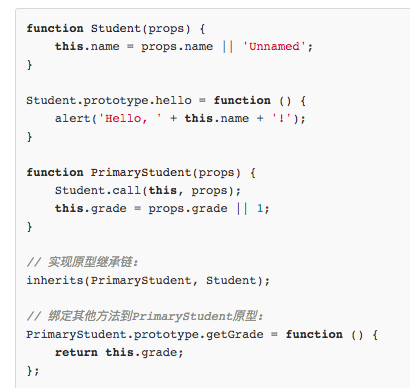 function Student(props) {
    this.name = props.name || 'Unnamed';
}

Student.prototype.hello = function () {
    alert('Hello, ' + this.name + '!');
}

function PrimaryStudent(props) {
    Student.call(this, props);
    this.grade = props.grade || 1;
}

// 实现原型继承链:
inherits(PrimaryStudent, Student);

// 绑定其他方法到PrimaryStudent原型:
PrimaryStudent.prototype.getGrade = function () {
    return this.grade;
};